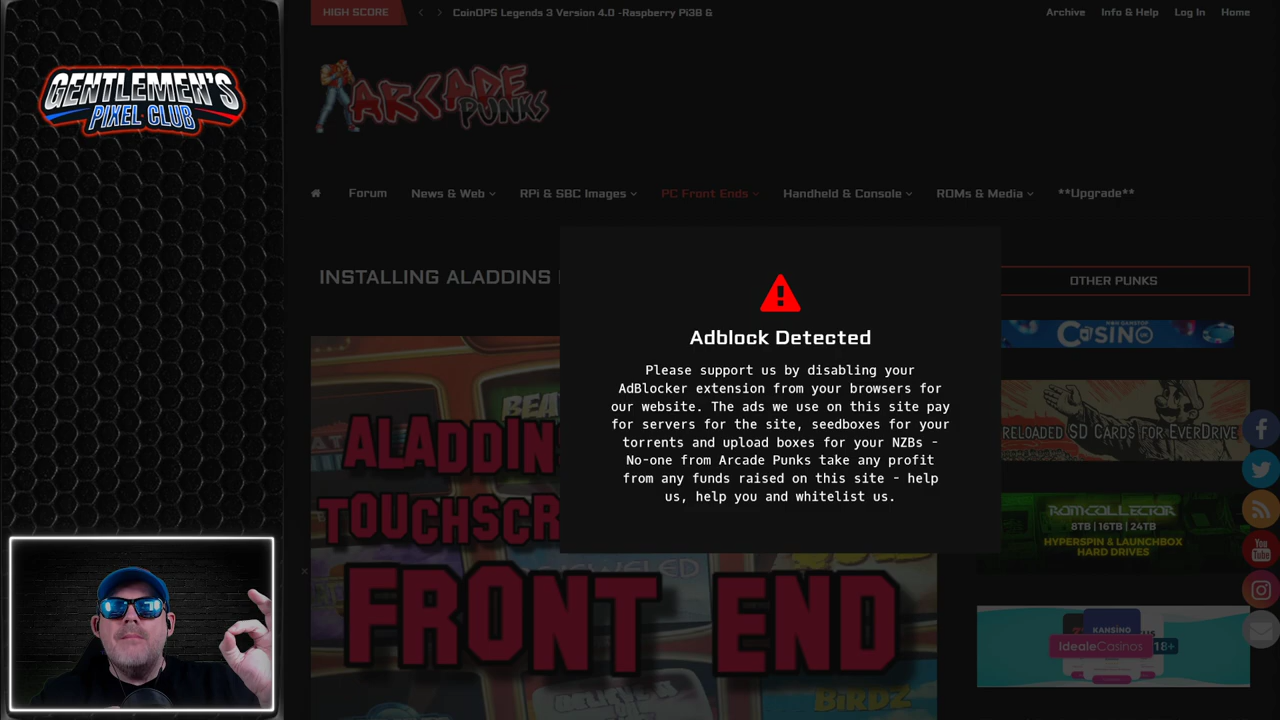 GENTLEMEN'S
PIXEL CLUB
HIGH SCORE
CoinOPS Legends 3 Version 4.0 -Raspberry Pi3B &
Archive
Info & Help
Log In
Home
ARCADE
PUNKS
Forum
News & Web
RPi & SBC Images
PC Front Ends
Handheld & Console
ROMs & Media
**Upgrade**
INSTALLING ALADDINS
Adblock Detected
Please support us by disabling your
AdBlocker extension from your browsers for
our website. The ads we use on this site pay
for servers for the site, seedboxes for your
torrents and upload boxes for your NZBs -
No-one from Arcade Punks take any profit
from any funds raised on this site - help
us, help you and whitelist us.
OTHER PUNKS
CASINO
RELOADED SD CARDS FOR EVERDRIVE
ROMCOLLECTOR
8TB | 16TB | 24TB
HYPERSPIN & LAUNCHBOX
HARD DRIVES
KANSINO
IdealeCasinos
18+
You
Tube
ALADDIN
TOUCHSCR
FRONT END
BEJEWELED
BIRDZ